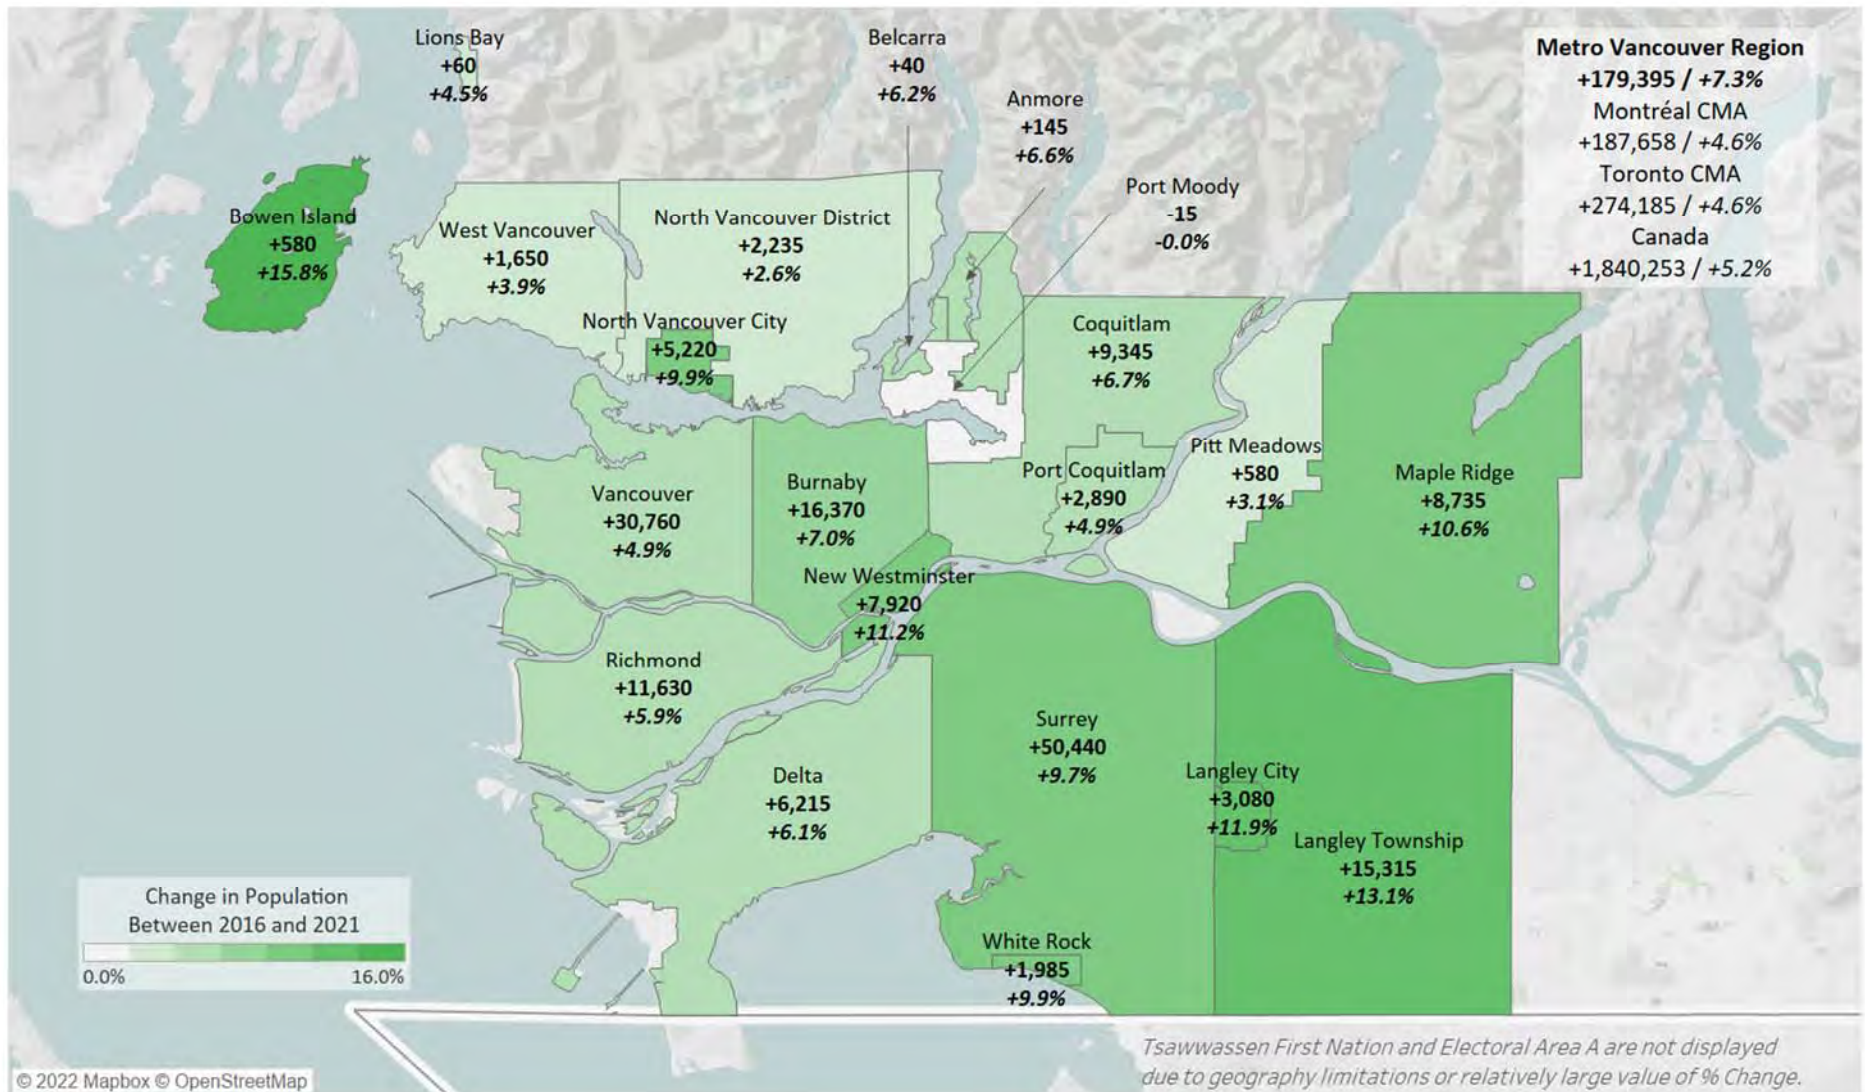 Lions Bay
+60
+4.5%
Belcarra
+40
+6.2%
Anmore
+145
+6.6%
Port Moody
-15
-0.0%
Metro Vancouver Region
+179,395 / +7.3%
Montréal CMA
+187,658 / +4.6%
Toronto CMA
+274,185 / +4.6%
Canada
+1,840,253 / +5.2%
Bowen Island
+580
+15.8%
West Vancouver
+1,650
+3.9%
North Vancouver District
+2,235
+2.6%
North Vancouver City
+5,220
+9.9%
Coquitlam
+9,345
+6.7%
Port Coquitlam
+2,890
+4.9%
Pitt Meadows
+580
+3.1%
Maple Ridge
+8,735
+10.6%
Vancouver
+30,760
+4.9%
Burnaby
+16,370
+7.0%
New Westminster
+7,920
+11.2%
Richmond
+11,630
+5.9%
Delta
+6,215
+6.1%
Surrey
+50,440
+9.7%
Langley City
+3,080
+11.9%
Langley Township
+15,315
+13.1%
White Rock
+1,985
+9.9%
Change in Population
Between 2016 and 2021
0.0% 16.0%
Tsawwassen First Nation and Electoral Area A are not displayed
due to geography limitations or relatively large value of % Change.
© 2022 Mapbox © OpenStreetMap